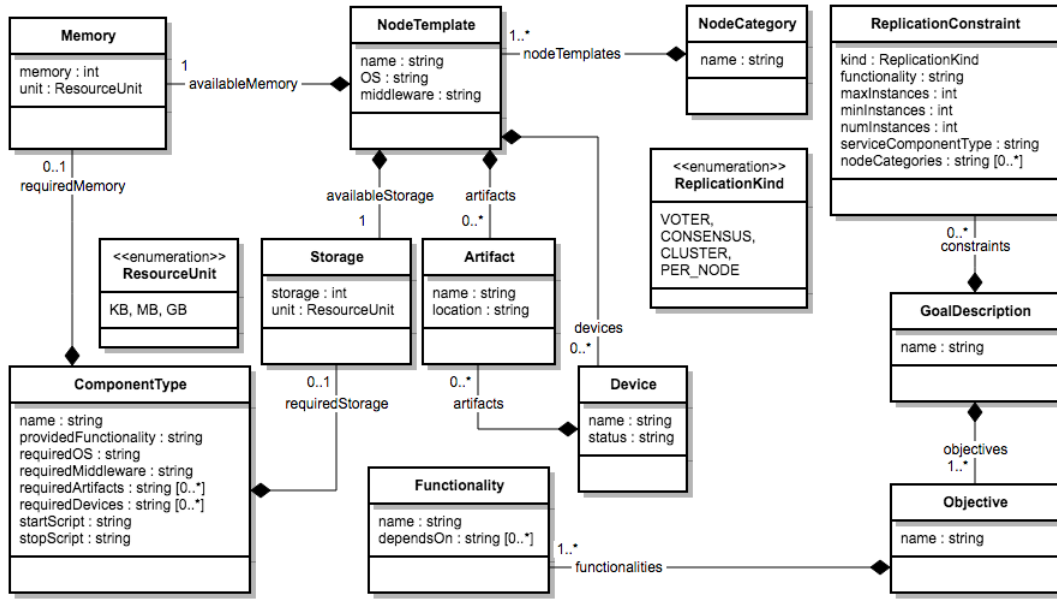 Memory
memory : int
unit : ResourceUnit
1
availableMemory
NodeTemplate
name : string
OS : string
middleware : string
1..*
nodeTemplates
NodeCategory
name : string
ReplicationConstraint
kind : ReplicationKind
functionality : string
maxInstances : int
minInstances : int
numInstances : int
serviceComponentType : string
nodeCategories : string [0..*]
0..1
requiredMemory
availableStorage
1
artifacts
0..*
<<enumeration>>
ReplicationKind
VOTER,
CONSENSUS,
CLUSTER,
PER_NODE
0..*
constraints
<<enumeration>>
ResourceUnit
KB, MB, GB
Storage
storage : int
unit : ResourceUnit
Artifact
name : string
location : string
devices
0..*
GoalDescription
name : string
ComponentType
name : string
providedFunctionality : string
requiredOS : string
requiredMiddleware : string
requiredArtifacts : string [0..*]
requiredDevices : string [0..*]
startScript : string
stopScript : string
0..1
requiredStorage
0..*
artifacts
Device
name : string
status : string
objectives
1..*
Functionality
name : string
dependsOn : string [0..*]
1..*
functionalities
Objective
name : string